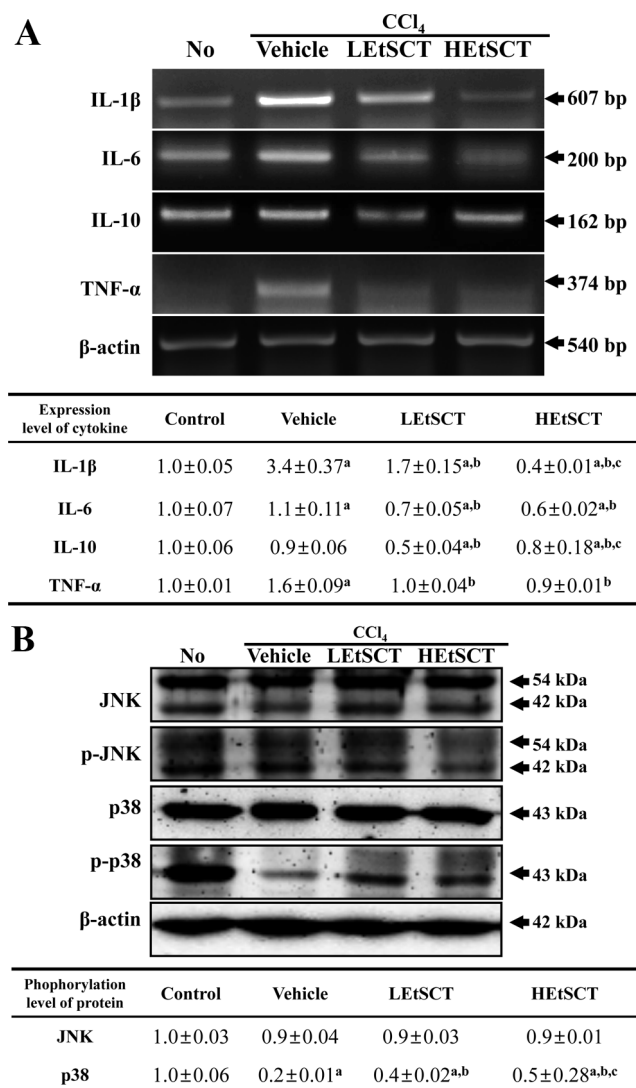 A
CCl4
No Vehicle LEtSCT HEtSCT
IL-1β 607 bp
IL-6 200 bp
IL-10 162 bp
TNF-α 374 bp
β-actin 540 bp
Expression level of cytokine Control Vehicle LEtSCT HEtSCT
IL-1β 1.0±0.05 3.4±0.37a 1.7±0.15a,b 0.4±0.01a,b,c
IL-6 1.0±0.07 1.1±0.11a 0.7±0.05a,b 0.6±0.02a,b
IL-10 1.0±0.06 0.9±0.06 0.5±0.04a,b 0.8±0.18a,b,c
TNF-α 1.0±0.01 1.6±0.09a 1.0±0.04b 0.9±0.01b
B
CCl4
No Vehicle LEtSCT HEtSCT
JNK 54 kDa
42 kDa
p-JNK 54 kDa
42 kDa
p38 43 kDa
p-p38 43 kDa
β-actin 42 kDa
Phophorylation level of protein Control Vehicle LEtSCT HEtSCT
JNK 1.0±0.03 0.9±0.04 0.9±0.03 0.9±0.01
p38 1.0±0.06 0.2±0.01a 0.4±0.02a,b 0.5±0.28a,b,c